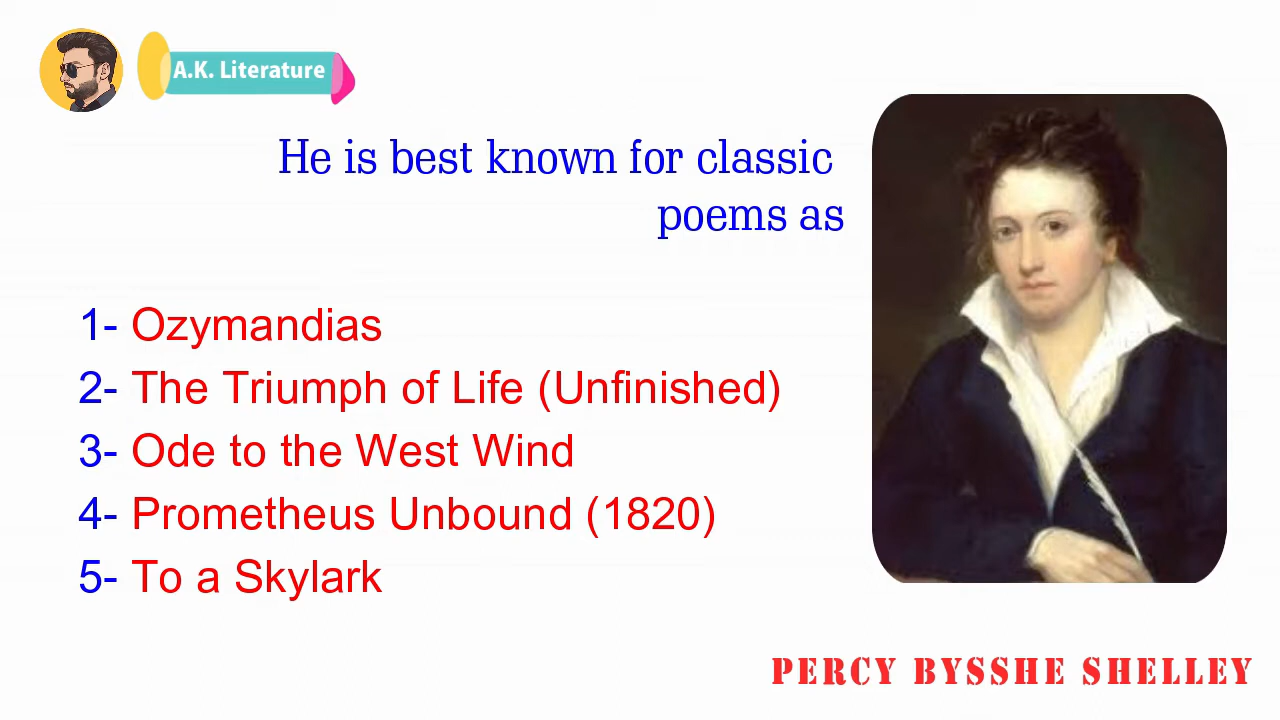 A.K. Literature
He is best known for classic
poems as
1- Ozymandias
2- The Triumph of Life (Unfinished)
3- Ode to the West Wind
4- Prometheus Unbound (1820)
5- To a Skylark
PERCY BYSSHE SHELLEY